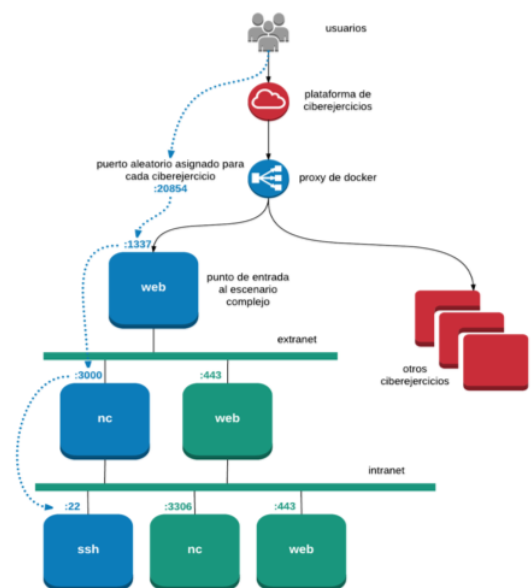 usuarios
plataforma de
ciberejercicios
puerto aleatorio asignado para
cada ciberejercicio
:20854
proxy de docker
:1337
web
punto de entrada
al escenario
complejo
extranet
otros
ciberejercicios
:3000
:443
nc
web
intranet
:22
:3306
:443
ssh
nc
web